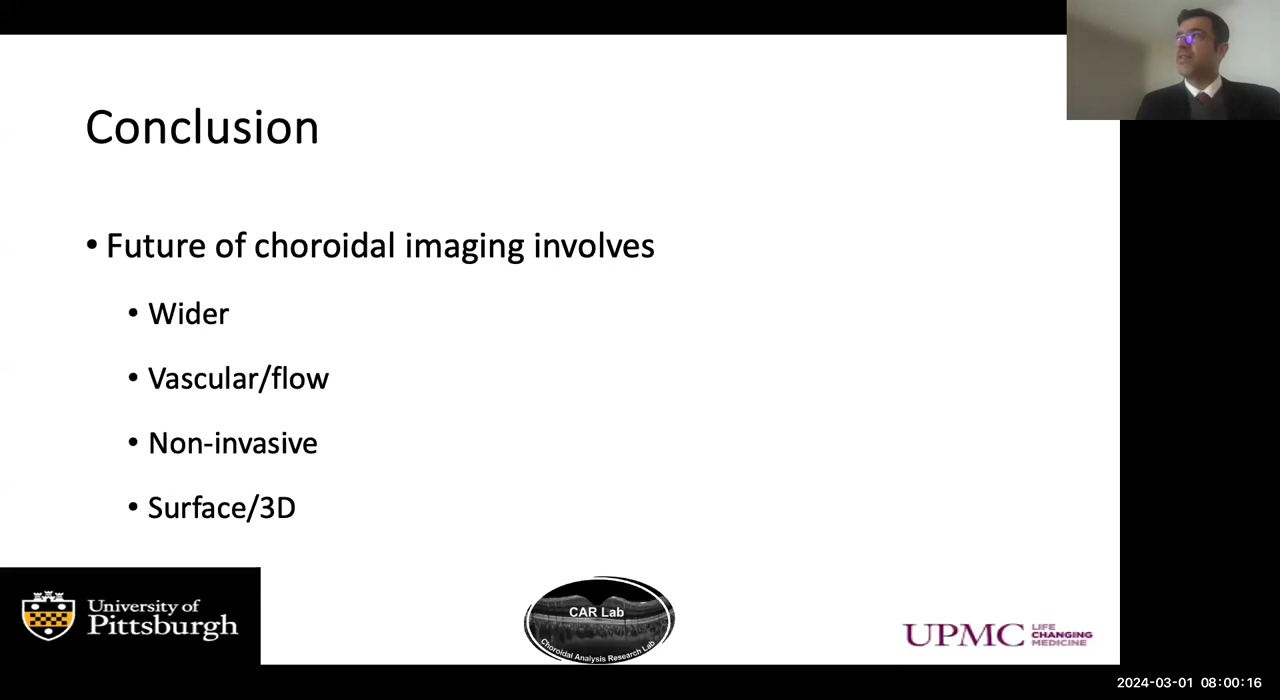 Conclusion
• Future of choroidal imaging involves
• Wider
• Vascular/flow
• Non-invasive
• Surface/3D
University of
Pittsburgh
CAR Lab
Choroidal Analysis Research Lab
UPMC
LIFE
CHANGING
MEDICINE
2024-03-01 08:00:16